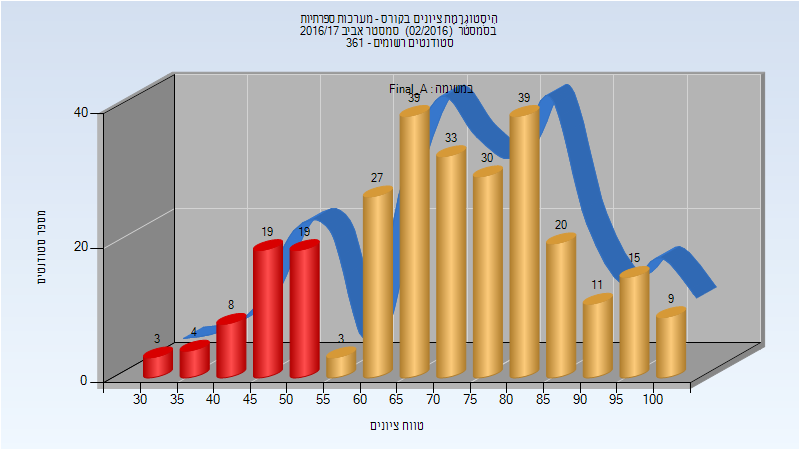 היסטוגרמת ציונים בקורס - מערכות ספרתיות
בסמסטר (02/2016) סמסטר אביב 2016/17
סטודנטים רשומים - 361
במשימה : Final_A
מספר סטודנטים
40
20
0
3
4
8
19
19
3
27
39
33
30
39
20
11
15
9
30 35 40 45 50 55 60 65 70 75 80 85 90 95 100
טווח ציונים